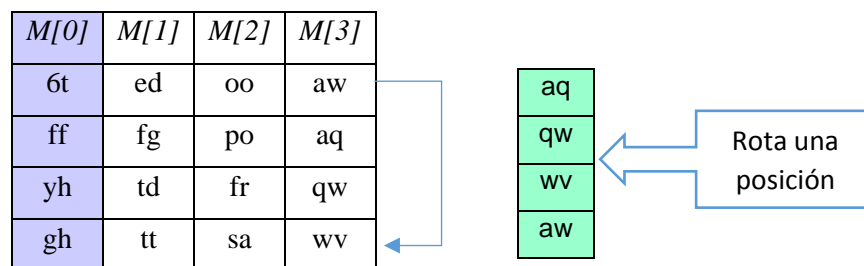 M[0] M[1] M[2] M[3]
6t ed oo aw
ff fg po aq
yh td fr qw
gh tt sa wv
aq
qw
wv
aw
Rota una
posición